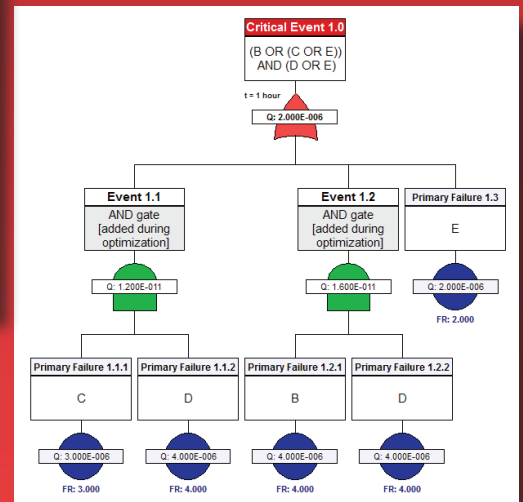 Critical Event 1.0
(B OR (C OR E))
AND (D OR E)
t = 1 hour
Q: 2.000E-006
Event 1.1
AND gate
[added during
optimization]
Q: 1.200E-011
Event 1.2
AND gate
[added during
optimization]
Q: 1.600E-011
Primary Failure 1.3
E
Q: 2.000E-006
FR: 2.000
Primary Failure 1.1.1
C
Q: 3.000E-006
FR: 3.000
Primary Failure 1.1.2
D
Q: 4.000E-006
FR: 4.000
Primary Failure 1.2.1
B
Q: 4.000E-006
FR: 4.000
Primary Failure 1.2.2
D
Q: 4.000E-006
FR: 4.000